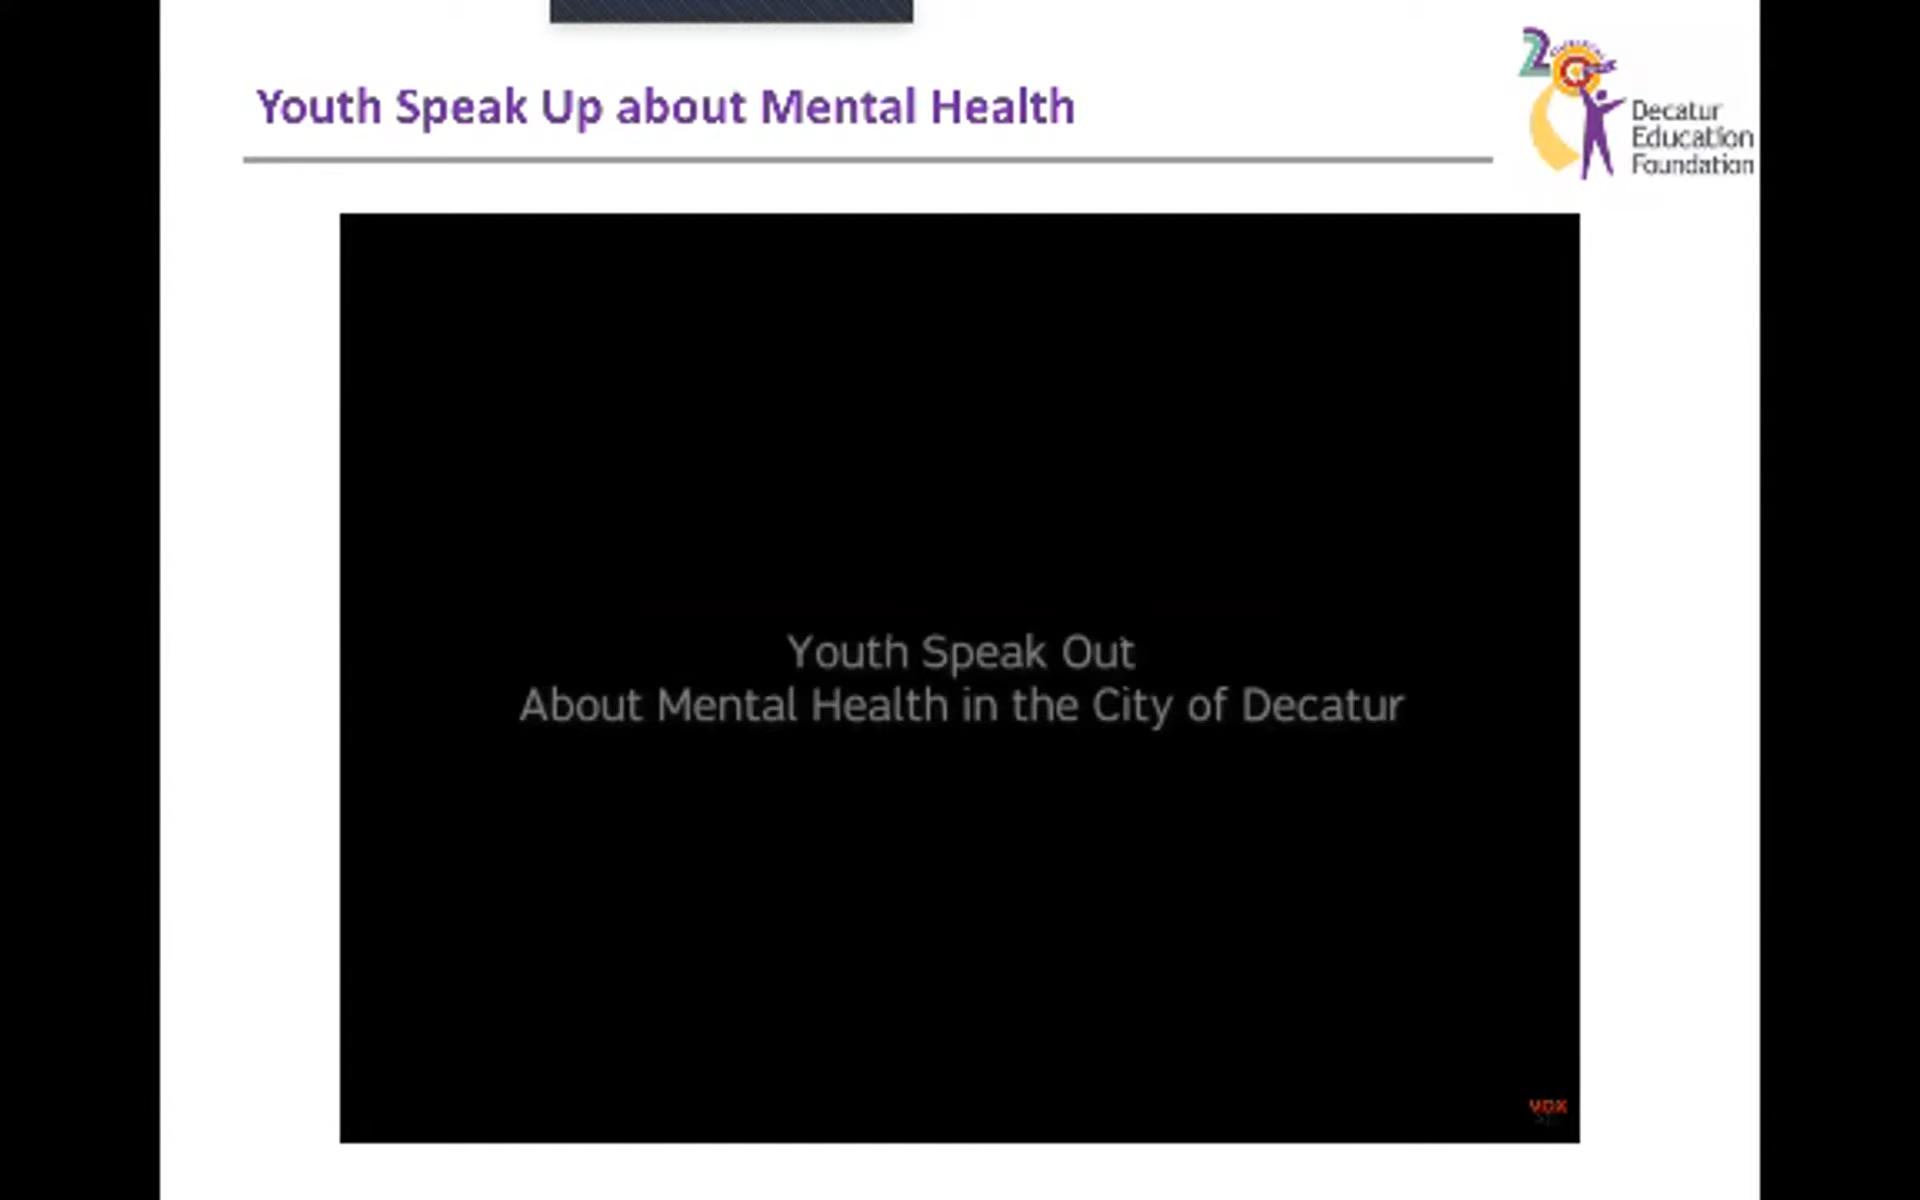 Youth Speak Up about Mental Health
20
Decatur
Education
Foundation
Youth Speak Out
About Mental Health in the City of Decatur
VOX